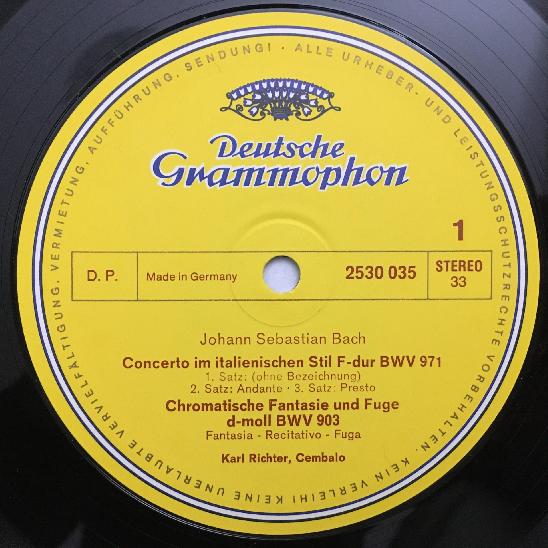 ALLE URHEBER- UND LEISTUNGSSCHUTZRECHTE VORBEHALTEN. KEIN VERLEIH! KEINE UNERLAUBTE VERVIELFÄLTIGUNG, VERMIETUNG, AUFFÜHRUNG, SENDUNG! ·
Deutsche
Grammophon
1
D. P.
Made in Germany
2530 035
STEREO
33
Johann Sebastian Bach
Concerto im italienischen Stil F-dur BWV 971
1. Satz: (ohne Bezeichnung)
2. Satz: Andante · 3. Satz: Presto
Chromatische Fantasie und Fuge
d-moll BWV 903
Fantasia - Recitativo - Fuga
Karl Richter, Cembalo